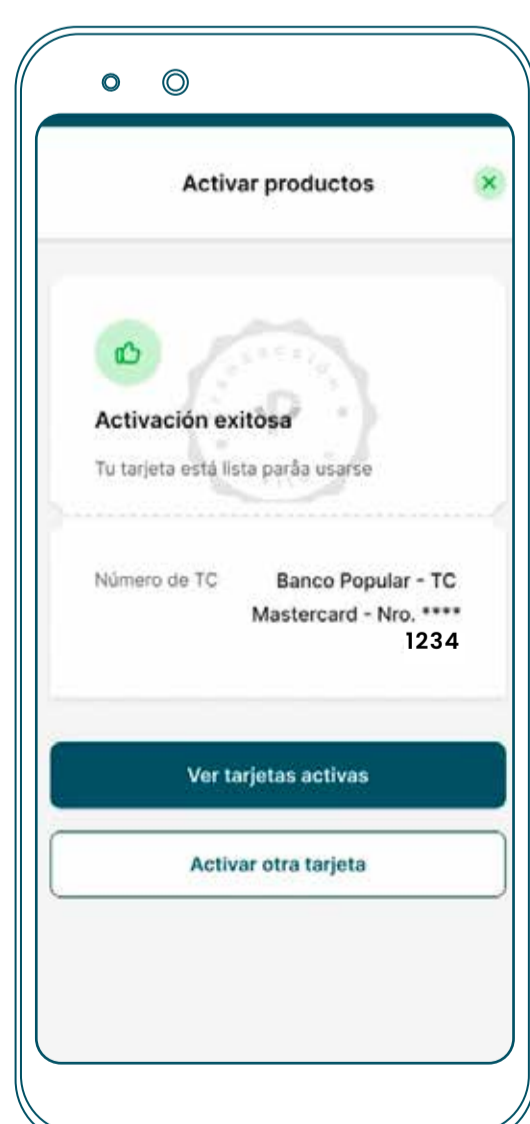 Activar productos
Activación exitosa
Tu tarjeta está lista parâa usarse
Número de TC
Banco Popular - TC
Mastercard - Nro. ****
1234
Ver tarjetas activas
Activar otra tarjeta